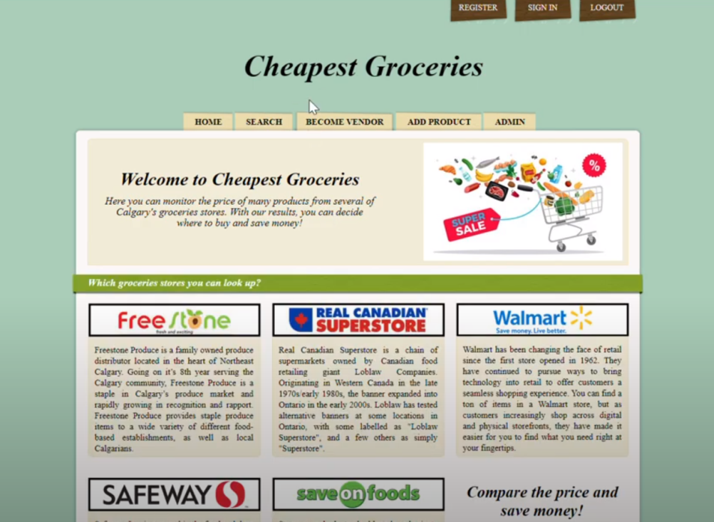 REGISTER SIGN IN LOGOUT
Cheapest Groceries
HOME SEARCH BECOME VENDOR ADD PRODUCT ADMIN
Welcome to Cheapest Groceries
Here you can monitor the price of many products from several of
Calgary's groceries stores. With our results, you can decide
where to buy and save money!
%
SUPER
SALE
Which groceries stores you can look up?
Freestone
fresh and exciting
Freestone Produce is a family owned produce
distributor located in the heart of Northeast
Calgary. Going on it's 8th year serving the
Calgary community, Freestone Produce is a
staple in Calgary's produce market and
rapidly growing in recognition and rapport.
Freestone Produce provides staple produce
items to a wide variety of different food-
based establishments, as well as local
Calgarians.
REAL CANADIAN
SUPERSTORE
Real Canadian Superstore is a chain of
supermarkets owned by Canadian food
retailing giant Loblaw Companies.
Originating in Western Canada in the late
1970s/early 1980s, the banner expanded into
Ontario in the early 2000s. Loblaw has tested
alternative banners at some locations in
Ontario, with some labelled as "Loblaw
Superstore", and a few others as simply
"Superstore".
Walmart
Save money. Live better.
Walmart has been changing the face of retail
since the first store opened in 1962. They
have continued to pursue ways to bring
technology into retail to offer customers a
seamless shopping experience. You can find a
ton of items in a Walmart store, but as
customers increasingly shop across digital
and physical storefronts, they have made it
easier for you to find what you need right at
your fingertips.
SAFEWAY
save on foods
Compare the price and
save money!